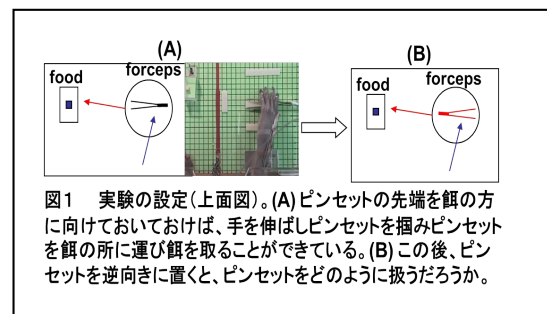 (A)
(B)
food
forceps
food
forceps
図1 実験の設定(上面図)。(A)ピンセットの先端を餌の方
に向けておいておけば、手を伸ばしピンセットを掴みピンセット
を餌の所に運び餌を取ることができている。(B)この後、ピン
セットを逆向きに置くと、ピンセットをどのように扱うだろうか。